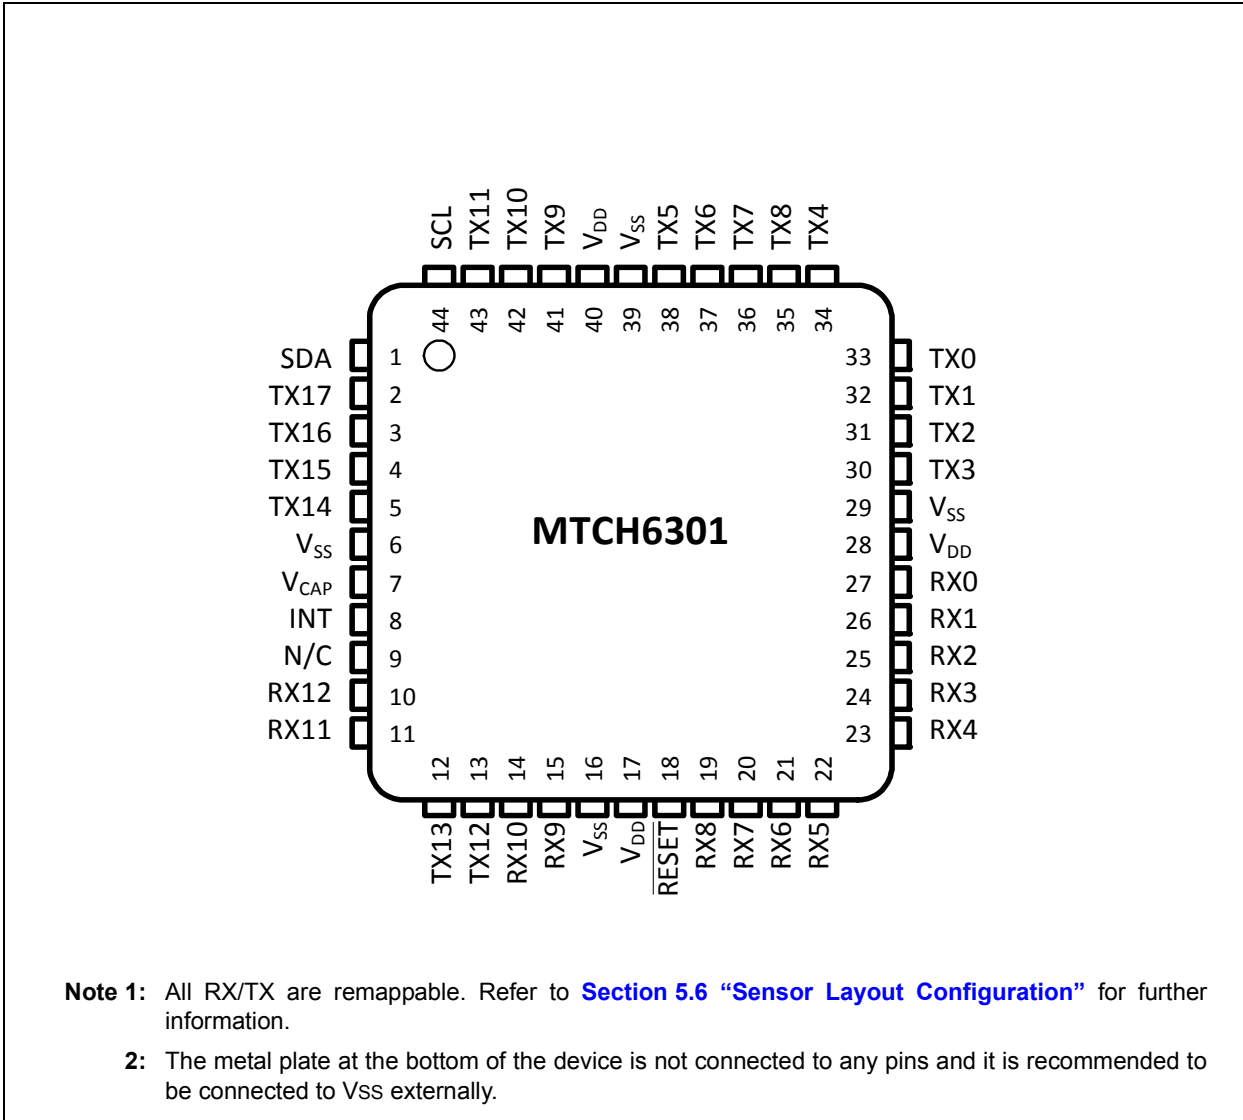 SCL TX11 TX10 TX9 VDD VSS TX5 TX6 TX7 TX8 TX4
44 43 42 41 40 39 38 37 36 35 34
SDA 1 33 TX0
TX17 2 32 TX1
TX16 3 31 TX2
TX15 4 30 TX3
TX14 5 29 VSS
VSS 6 MTCH6301 28 VDD
VCAP 7 27 RX0
INT 8 26 RX1
N/C 9 25 RX2
RX12 10 24 RX3
RX11 11 23 RX4
12 13 14 15 16 17 18 19 20 21 22
TX13 TX12 RX10 RX9 VSS VDD RESET RX8 RX7 RX6 RX5
Note 1: All RX/TX are remappable. Refer to Section 5.6 “Sensor Layout Configuration” for further
information.
2: The metal plate at the bottom of the device is not connected to any pins and it is recommended to
be connected to VSS externally.